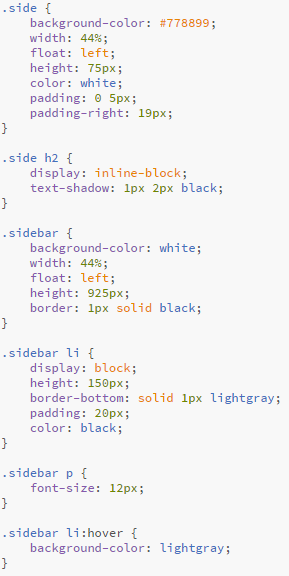 .side {
    background-color: #778899;
    width: 44%;
    float: left;
    height: 75px;
    color: white;
    padding: 0 5px;
    padding-right: 19px;
}

.side h2 {
    display: inline-block;
    text-shadow: 1px 2px black;
}

.sidebar {
    background-color: white;
    width: 44%;
    float: left;
    height: 925px;
    border: 1px solid black;
}

.sidebar li {
    display: block;
    height: 150px;
    border-bottom: solid 1px lightgray;
    padding: 20px;
    color: black;
}

.sidebar p {
    font-size: 12px;
}

.sidebar li:hover {
    background-color: lightgray;
}